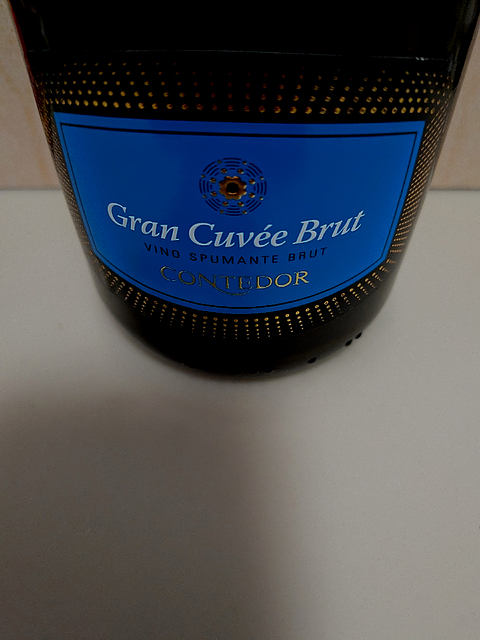 Gran Cuvée Brut
VINO SPUMANTE BRUT
CONTEDOR